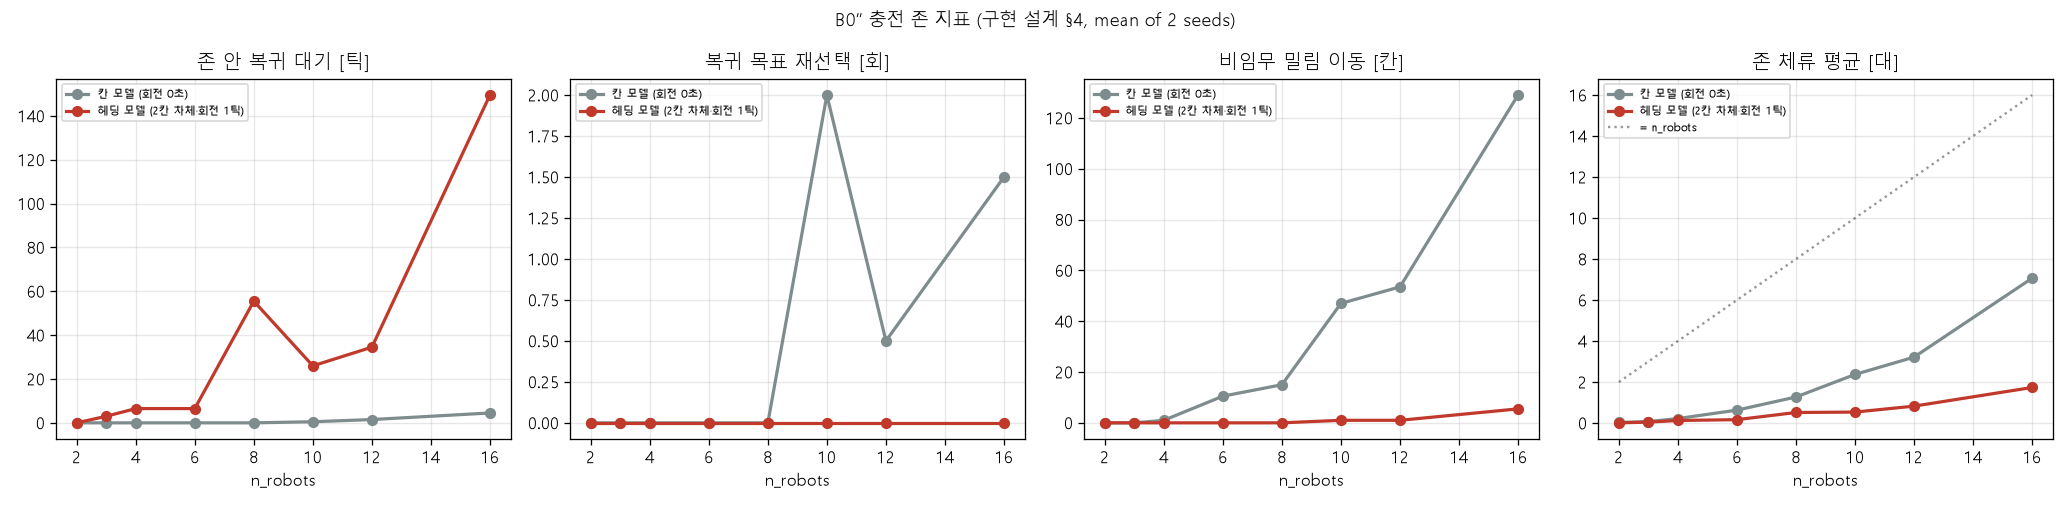 B0″ 충전 존 지표 (구현 설계 §4, mean of 2 seeds)
존 안 복귀 대기 [틱]
칸 모델 (회전 0초)
헤딩 모델 (2칸 차체·회전 1틱)
140
120
100
80
60
40
20
0
2 4 6 8 10 12 14 16
n_robots
복귀 목표 재선택 [회]
칸 모델 (회전 0초)
헤딩 모델 (2칸 차체·회전 1틱)
2.00
1.75
1.50
1.25
1.00
0.75
0.50
0.25
0.00
2 4 6 8 10 12 14 16
n_robots
비임무 밀림 이동 [칸]
칸 모델 (회전 0초)
헤딩 모델 (2칸 차체·회전 1틱)
120
100
80
60
40
20
0
2 4 6 8 10 12 14 16
n_robots
존 체류 평균 [대]
칸 모델 (회전 0초)
헤딩 모델 (2칸 차체·회전 1틱)
= n_robots
16
14
12
10
8
6
4
2
0
2 4 6 8 10 12 14 16
n_robots